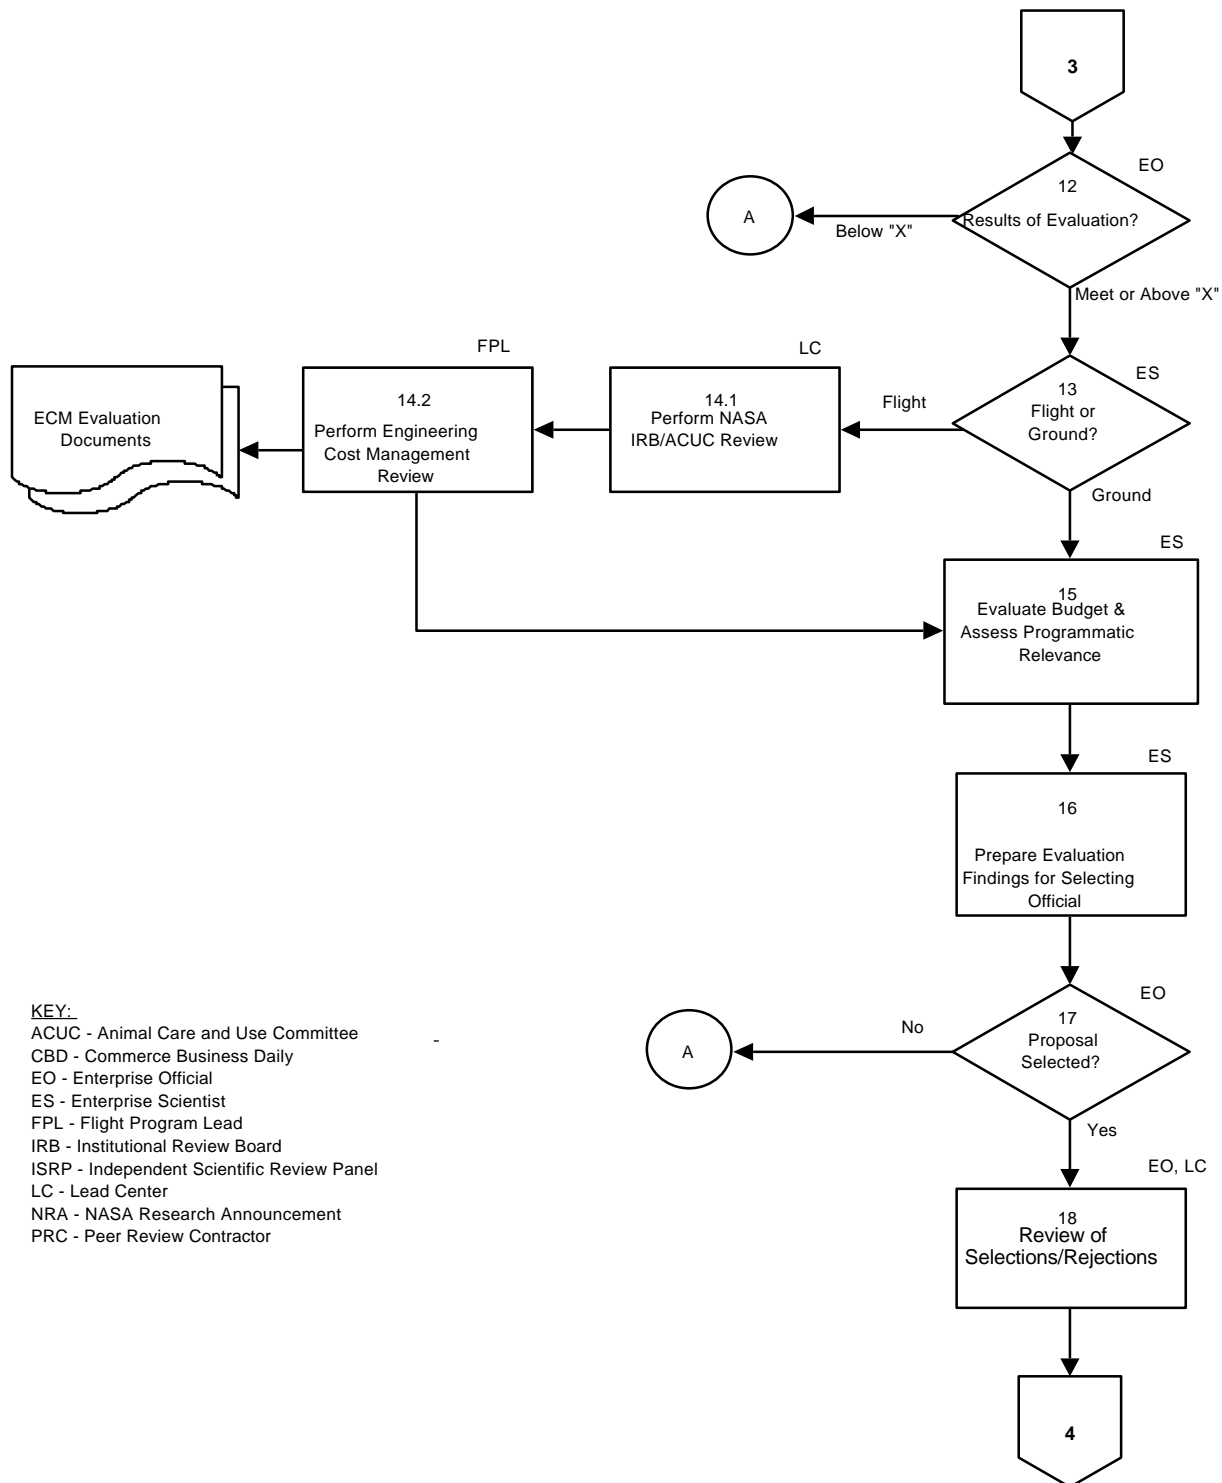 3
EO
12
Results of Evaluation?
A
Below "X"
Meet or Above "X"
FPL
LC
ES
ECM Evaluation
Documents
14.2
Perform Engineering
Cost Management
Review
14.1
Perform NASA
IRB/ACUC Review
Flight
13
Flight or
Ground?
Ground
ES
15
Evaluate Budget &
Assess Programmatic
Relevance
ES
16
Prepare Evaluation
Findings for Selecting
Official
EO
17
Proposal
Selected?
No
A
Yes
KEY:
ACUC - Animal Care and Use Committee
CBD - Commerce Business Daily
EO - Enterprise Official
ES - Enterprise Scientist
FPL - Flight Program Lead
IRB - Institutional Review Board
ISRP - Independent Scientific Review Panel
LC - Lead Center
NRA - NASA Research Announcement
PRC - Peer Review Contractor
-
EO, LC
18
Review of
Selections/Rejections
4